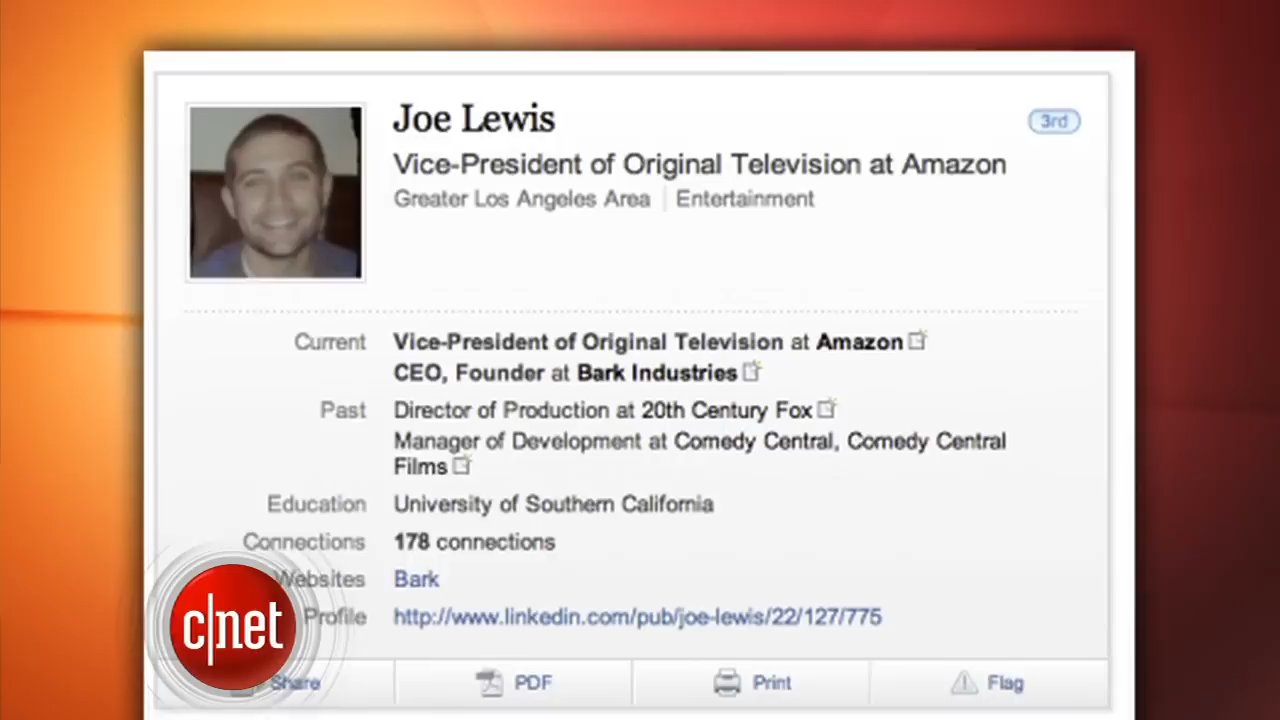 Joe Lewis
3rd
Vice-President of Original Television at Amazon
Greater Los Angeles Area | Entertainment
Current Vice-President of Original Television at Amazon
CEO, Founder at Bark Industries
Past Director of Production at 20th Century Fox
Manager of Development at Comedy Central, Comedy Central
Films
Education University of Southern California
Connections 178 connections
Websites Bark
Profile http://www.linkedin.com/pub/joe-lewis/22/127/775
c|net
Share PDF Print Flag